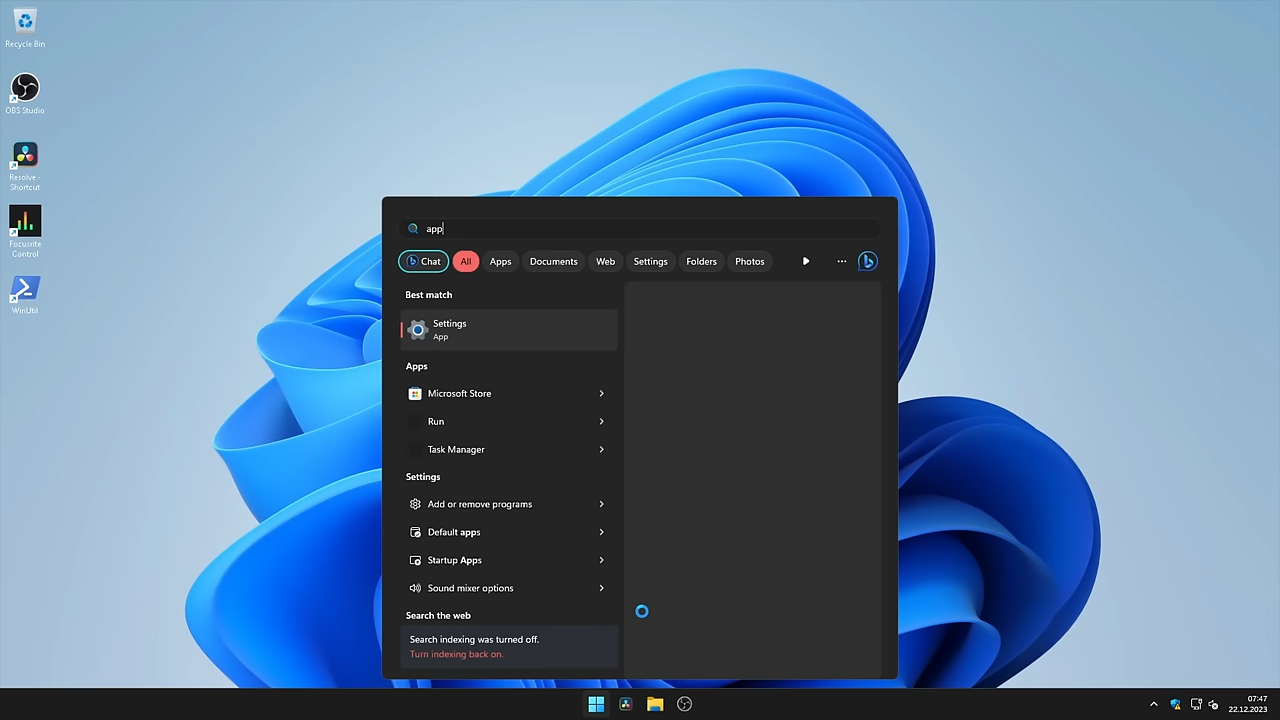 Recycle Bin
OBS Studio
Resolve -
Shortcut
Focusrite
Control
WinUtil
app
Chat
All
Apps
Documents
Web
Settings
Folders
Photos
Best match
Settings
App
Apps
Microsoft Store
Run
Task Manager
Settings
Add or remove programs
Default apps
Startup Apps
Sound mixer options
Search the web
Search indexing was turned off.
Turn indexing back on.
07:47
22.12.2023